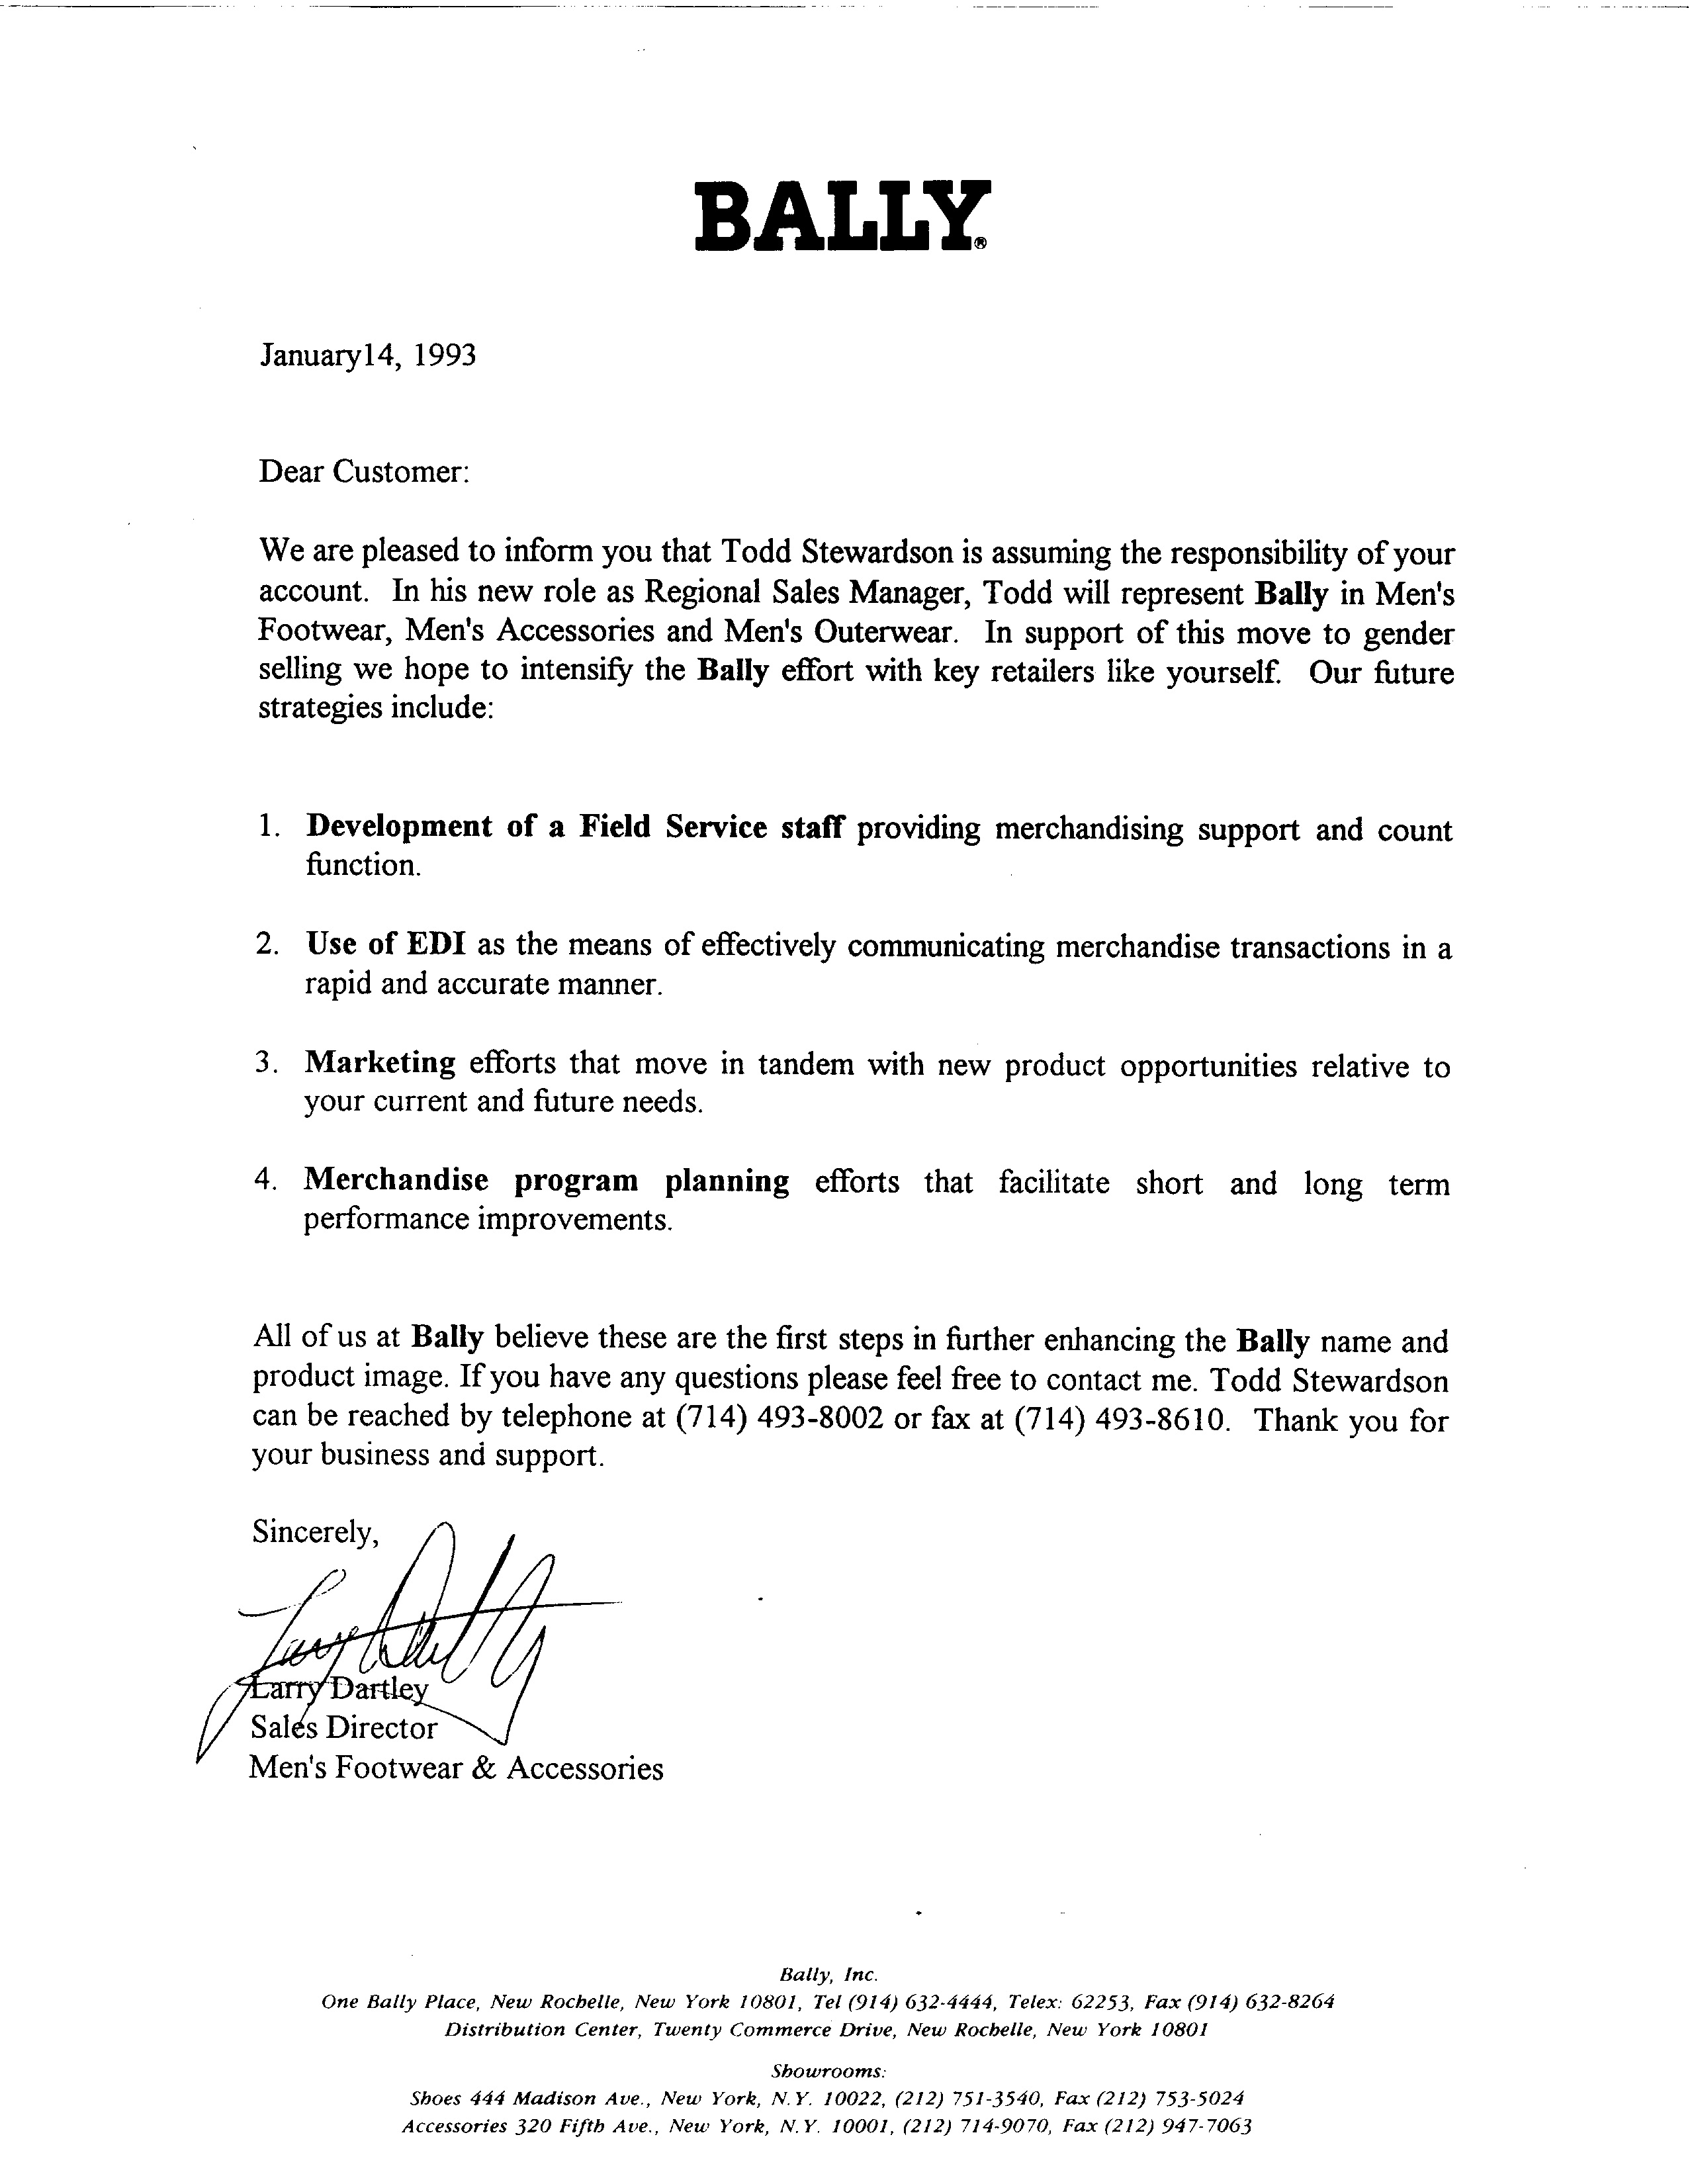 BALLY®
January14, 1993
Dear Customer:
We are pleased to inform you that Todd Stewardson is assuming the responsibility of your
account.  In his new role as Regional Sales Manager, Todd will represent Bally in Men's
Footwear, Men's Accessories and Men's Outerwear.  In support of this move to gender
selling we hope to intensify the Bally effort with key retailers like yourself.  Our future
strategies include:
1. Development of a Field Service staff providing merchandising support and count
function.
2. Use of EDI as the means of effectively communicating merchandise transactions in a
rapid and accurate manner.
3. Marketing efforts that move in tandem with new product opportunities relative to
your current and future needs.
4. Merchandise program planning efforts that facilitate short and long term
performance improvements.
All of us at Bally believe these are the first steps in further enhancing the Bally name and
product image. If you have any questions please feel free to contact me. Todd Stewardson
can be reached by telephone at (714) 493-8002 or fax at (714) 493-8610.  Thank you for
your business and support.
Sincerely,
Larry Dartley
Larry Dartley
Sales Director
Men's Footwear & Accessories
Bally, Inc.
One Bally Place, New Rochelle, New York 10801, Tel (914) 632-4444, Telex: 62253, Fax (914) 632-8264
Distribution Center, Twenty Commerce Drive, New Rochelle, New York 10801
Showrooms:
Shoes 444 Madison Ave., New York, N.Y. 10022, (212) 751-3540, Fax (212) 753-5024
Accessories 320 Fifth Ave., New York, N.Y. 10001, (212) 714-9070, Fax (212) 947-7063